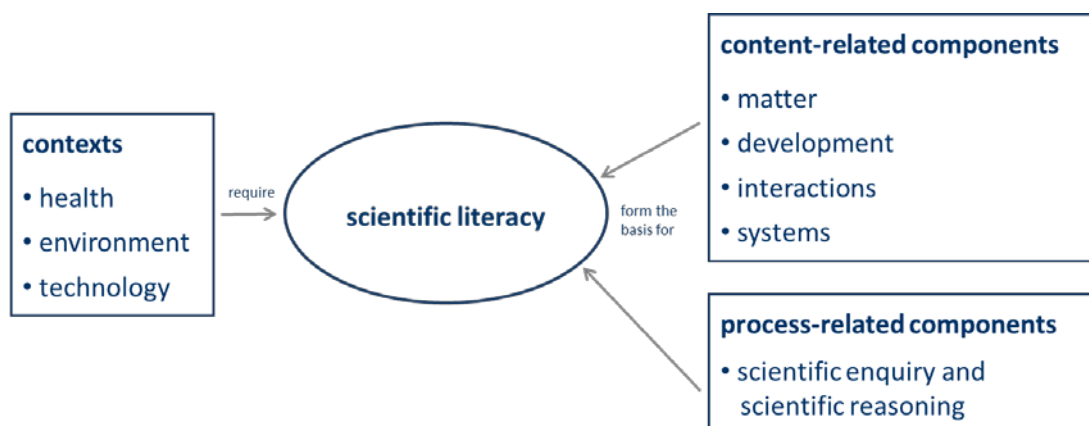 contexts
• health
• environment
• technology
require
scientific literacy
form the
basis for
content-related components
• matter
• development
• interactions
• systems
process-related components
• scientific enquiry and
scientific reasoning